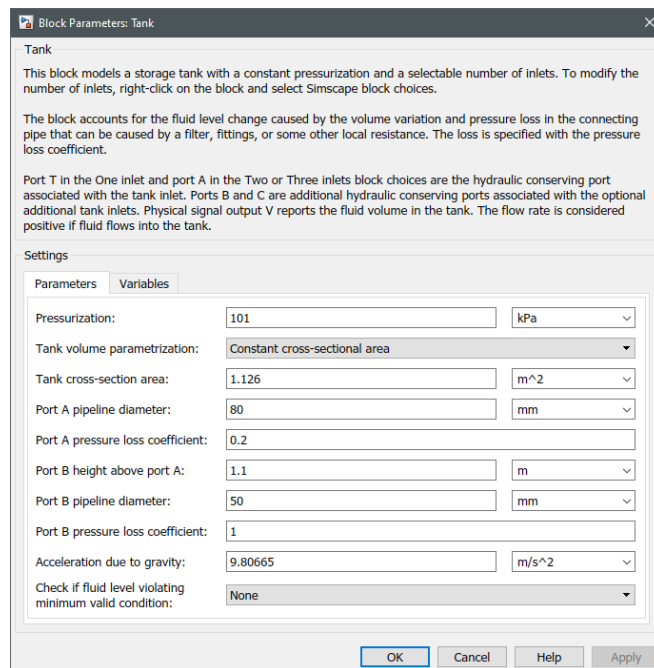 Block Parameters: Tank
Tank
This block models a storage tank with a constant pressurization and a selectable number of inlets. To modify the
number of inlets, right-click on the block and select Simscape block choices.
The block accounts for the fluid level change caused by the volume variation and pressure loss in the connecting
pipe that can be caused by a filter, fittings, or some other local resistance. The loss is specified with the pressure
loss coefficient.
Port T in the One inlet and port A in the Two or Three inlets block choices are the hydraulic conserving port
associated with the tank inlet. Ports B and C are additional hydraulic conserving ports associated with the optional
additional tank inlets. Physical signal output V reports the fluid volume in the tank. The flow rate is considered
positive if fluid flows into the tank.
Settings
Parameters Variables
Pressurization: 101 kPa
Tank volume parametrization: Constant cross-sectional area
Tank cross-section area: 1.126 m^2
Port A pipeline diameter: 80 mm
Port A pressure loss coefficient: 0.2
Port B height above port A: 1.1 m
Port B pipeline diameter: 50 mm
Port B pressure loss coefficient: 1
Acceleration due to gravity: 9.80665 m/s^2
Check if fluid level violating
minimum valid condition: None
OK Cancel Help Apply